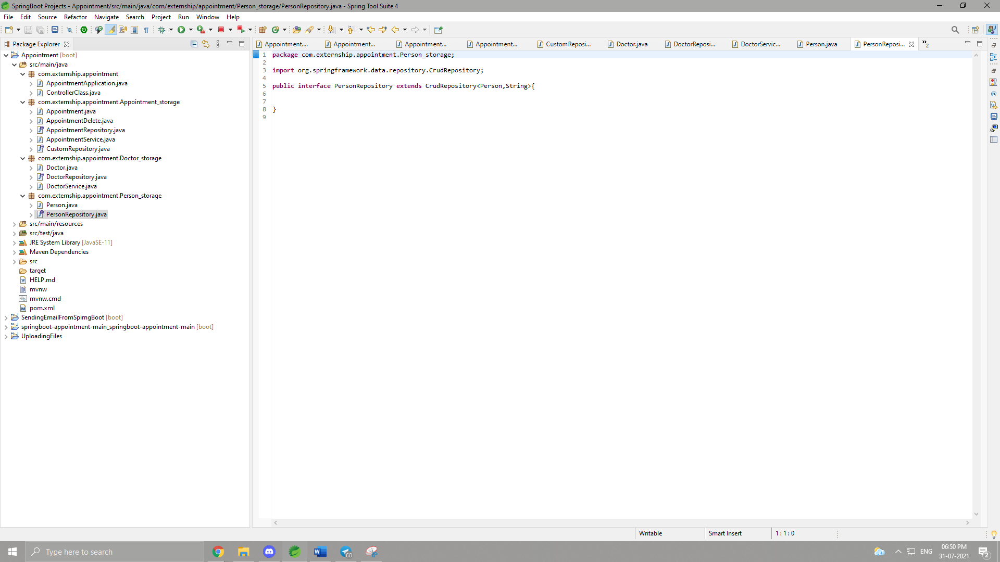 SpringBoot Projects - Appointment/src/main/java/com/externship/appointment/Person_storage/PersonRepository.java - Spring Tool Suite 4
File Edit Source Refactor Navigate Search Project Run Window Help
Package Explorer
Appointment [boot]
src/main/java
com.externship.appointment
AppointmentApplication.java
ControllerClass.java
com.externship.appointment.Appointment_storage
Appointment.java
AppointmentDelete.java
AppointmentRepository.java
AppointmentService.java
CustomRepository.java
com.externship.appointment.Doctor_storage
Doctor.java
DoctorRepository.java
DoctorService.java
com.externship.appointment.Person_storage
Person.java
PersonRepository.java
src/main/resources
src/test/java
JRE System Library [JavaSE-11]
Maven Dependencies
src
target
HELP.md
mvnw
mvnw.cmd
pom.xml
SendingEmailFromSpirngBoot [boot]
springboot-appointment-main_springboot-appointment-main [boot]
UploadingFiles
Appointment.... Appointment... Appointment... Appointment... CustomReposi... Doctor.java DoctorReposi... DoctorServic... Person.java PersonReposi... »2
1 package com.externship.appointment.Person_storage;
2
3 import org.springframework.data.repository.CrudRepository;
4
5 public interface PersonRepository extends CrudRepository<Person,String>{
6
7
8 }
9
Writable Smart Insert 1 : 1 : 0
Type here to search
60
ENG
06:50 PM
31-07-2021
2